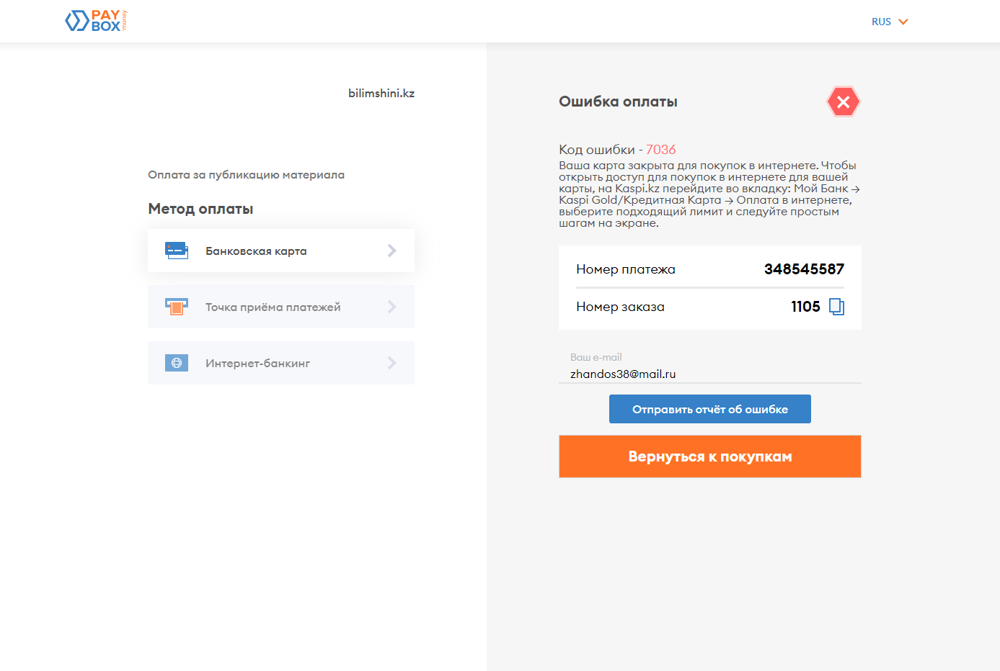 PAY
BOX
money
RUS
bilimshini.kz
Оплата за публикацию материала
Метод оплаты
Банковская карта
Точка приёма платежей
Интернет-банкинг
Ошибка оплаты
Код ошибки - 7036
Ваша карта закрыта для покупок в интернете. Чтобы
открыть доступ для покупок в интернете для вашей
карты, на Kaspi.kz перейдите во вкладку: Мой Банк →
Kaspi Gold/Кредитная Карта → Оплата в интернете,
выберите подходящий лимит и следуйте простым
шагам на экране.
Номер платежа 348545587
Номер заказа 1105
Ваш e-mail
zhandos38@mail.ru
Отправить отчёт об ошибке
Вернуться к покупкам